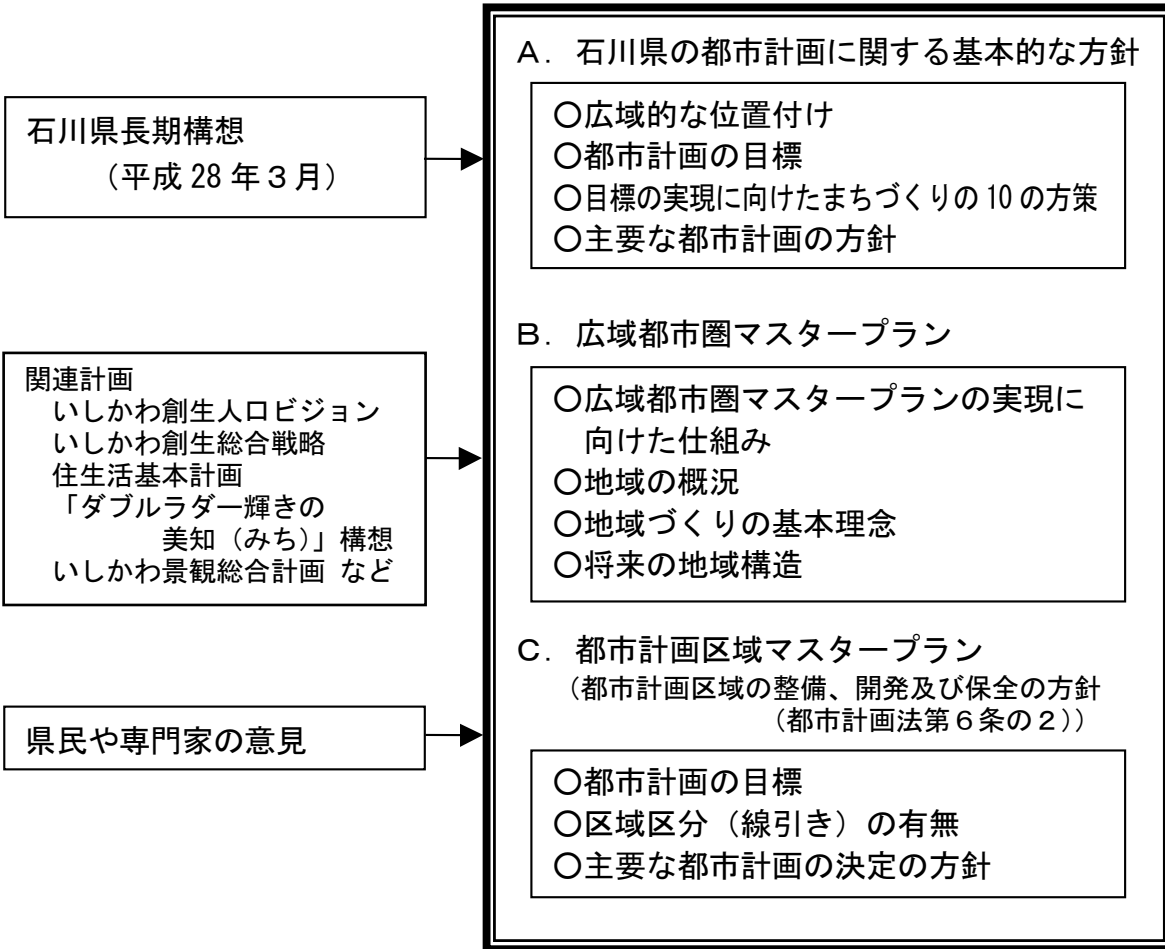 石川県長期構想
（平成 28 年３月）
関連計画
いしかわ創生人口ビジョン
いしかわ創生総合戦略
住生活基本計画
「ダブルラダー輝きの
美知（みち）」構想
いしかわ景観総合計画 など
県民や専門家の意見
Ａ．石川県の都市計画に関する基本的な方針
○広域的な位置付け
○都市計画の目標
○目標の実現に向けたまちづくりの 10 の方策
○主要な都市計画の方針
Ｂ．広域都市圏マスタープラン
○広域都市圏マスタープランの実現に
向けた仕組み
○地域の概況
○地域づくりの基本理念
○将来の地域構造
Ｃ．都市計画区域マスタープラン
（都市計画区域の整備、開発及び保全の方針
（都市計画法第６条の２））
○都市計画の目標
○区域区分（線引き）の有無
○主要な都市計画の決定の方針